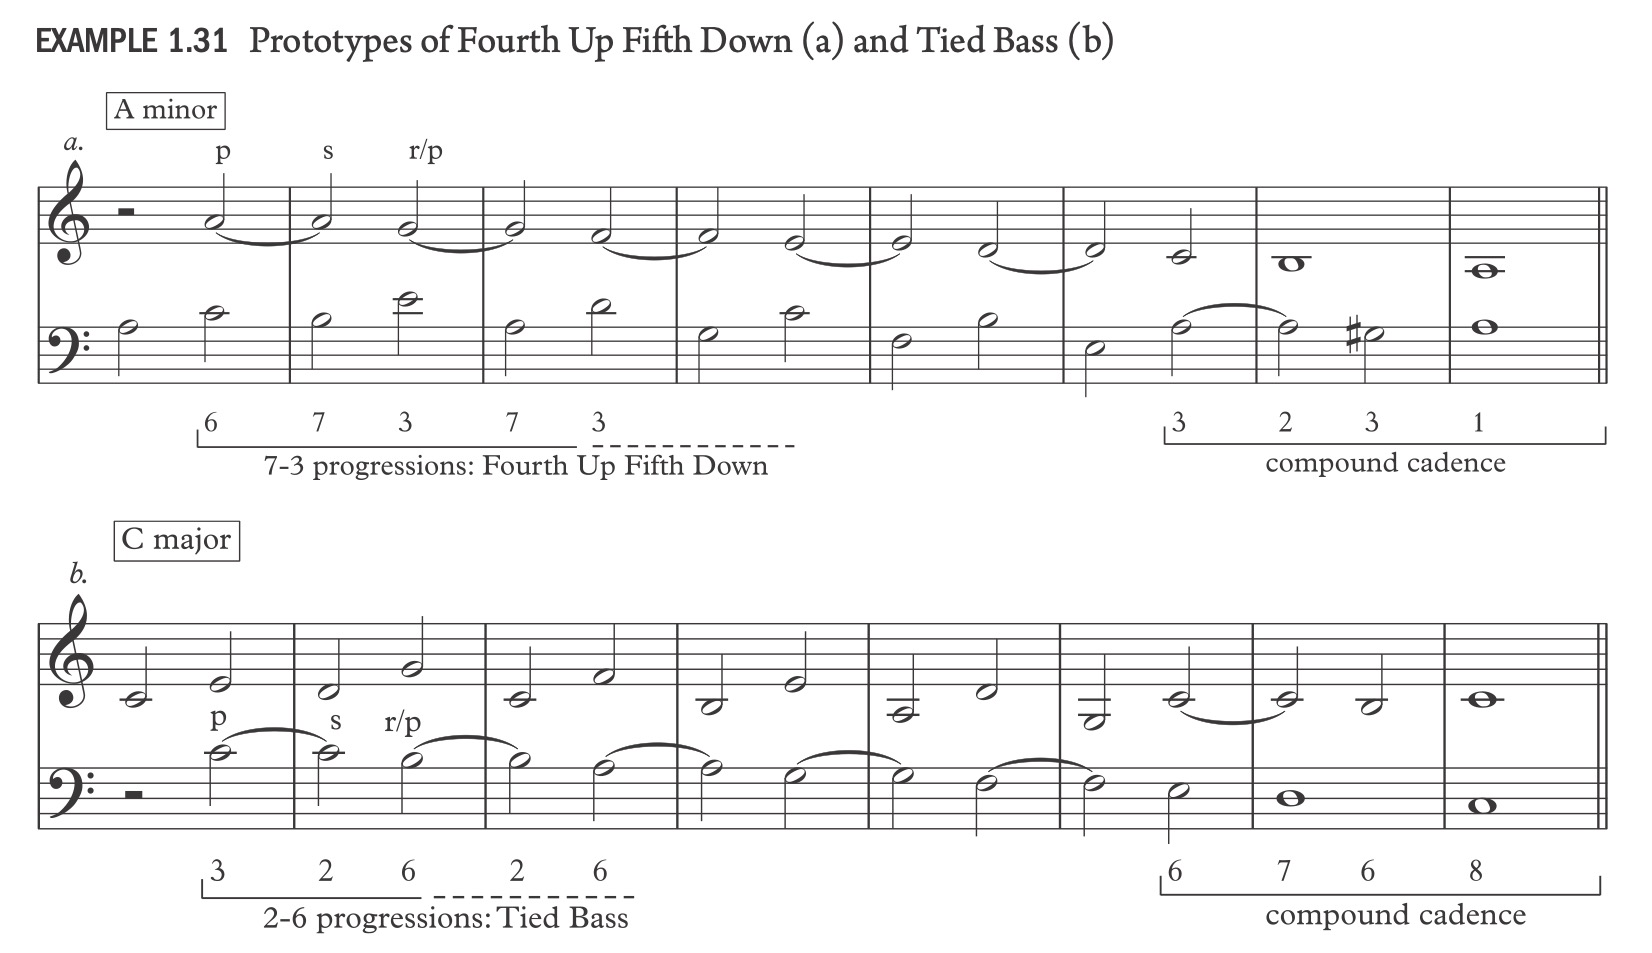 EXAMPLE 1.31 Prototypes of Fourth Up Fifth Down (a) and Tied Bass (b)
A minor
a.
p s r/p
6 7 3 7 3 3 2 3 1
7-3 progressions: Fourth Up Fifth Down compound cadence
C major
b.
p s r/p
3 2 6 2 6 6 7 6 8
2-6 progressions: Tied Bass compound cadence